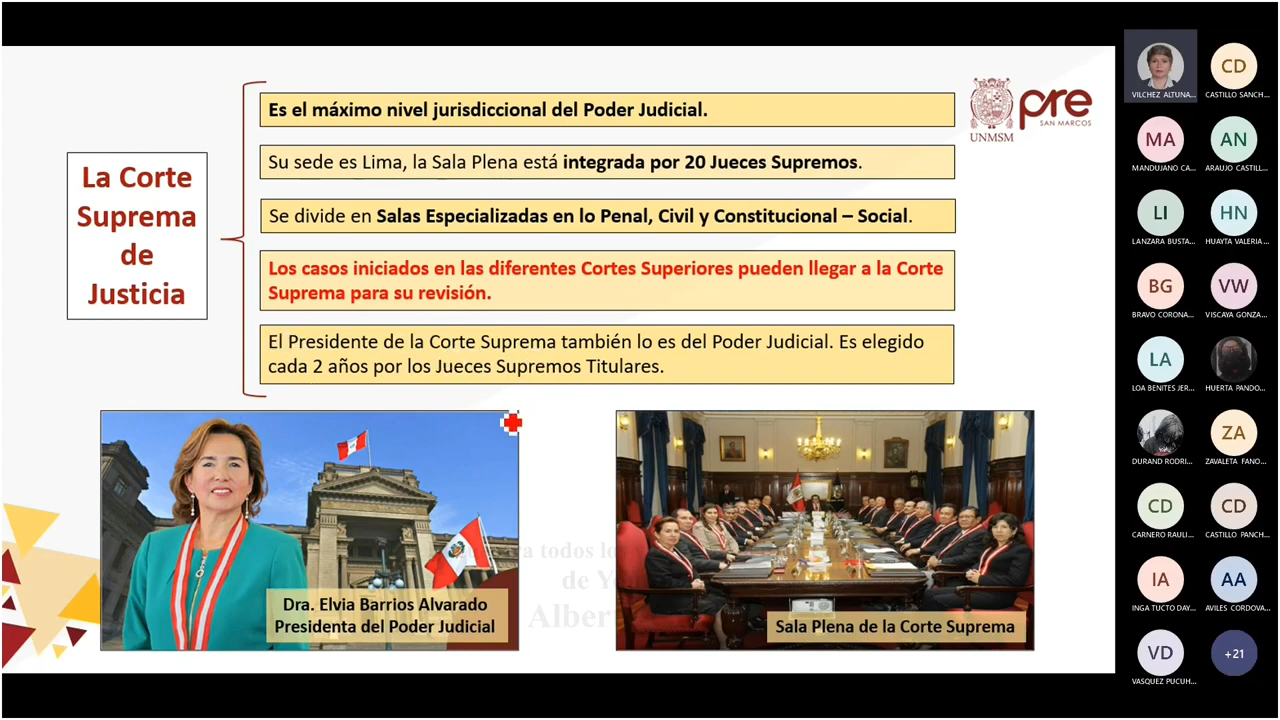 La Corte
Suprema
de
Justicia
Es el máximo nivel jurisdiccional del Poder Judicial.
Su sede es Lima, la Sala Plena está integrada por 20 Jueces Supremos.
Se divide en Salas Especializadas en lo Penal, Civil y Constitucional – Social.
Los casos iniciados en las diferentes Cortes Superiores pueden llegar a la Corte
Suprema para su revisión.
El Presidente de la Corte Suprema también lo es del Poder Judicial. Es elegido
cada 2 años por los Jueces Supremos Titulares.
UNMSM
pre
SAN MARCOS
Dra. Elvia Barrios Alvarado
Presidenta del Poder Judicial
todos
de
Sala Plena de la Corte Suprema
VILCHEZ ALTUNA...
CD
CASTILLO SANCH...
MA
MANDUJANO CA...
AN
ARAUJO CASTILL...
LI
LANZARA BUSTA...
HN
HUAYTA VALERIA...
BG
BRAVO CORONA...
VW
VISCAYA GONZA...
LA
LOA BENITES JER...
HUERTA PANDO...
DURAND RODRI...
ZA
ZAVALETA FANO...
CD
CARNERO RAULI...
CD
CASTILLO PANCH...
IA
INGA TUCTO DAY...
AA
AVILES CORDOVA...
VD
VASQUEZ PUCUH...
+21